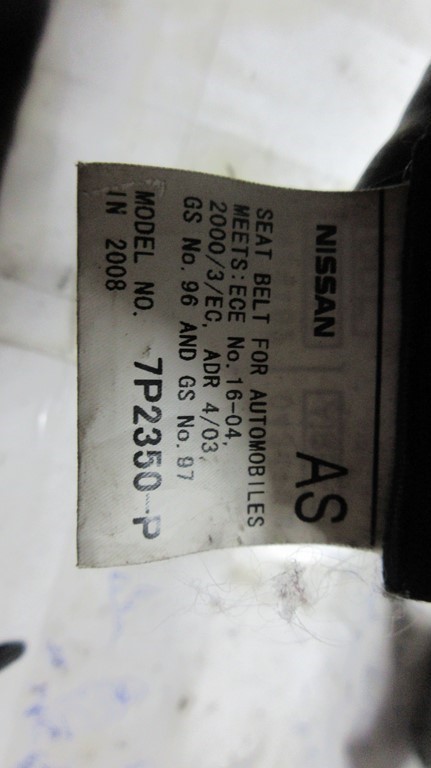 NISSAN AS
SEAT BELT FOR AUTOMOBILES
MEETS:ECE No.16-04,
2000/3/EC, ADR 4/03,
GS No. 96 AND GS No.97
MODEL NO. 7P2350-P
IN 2008